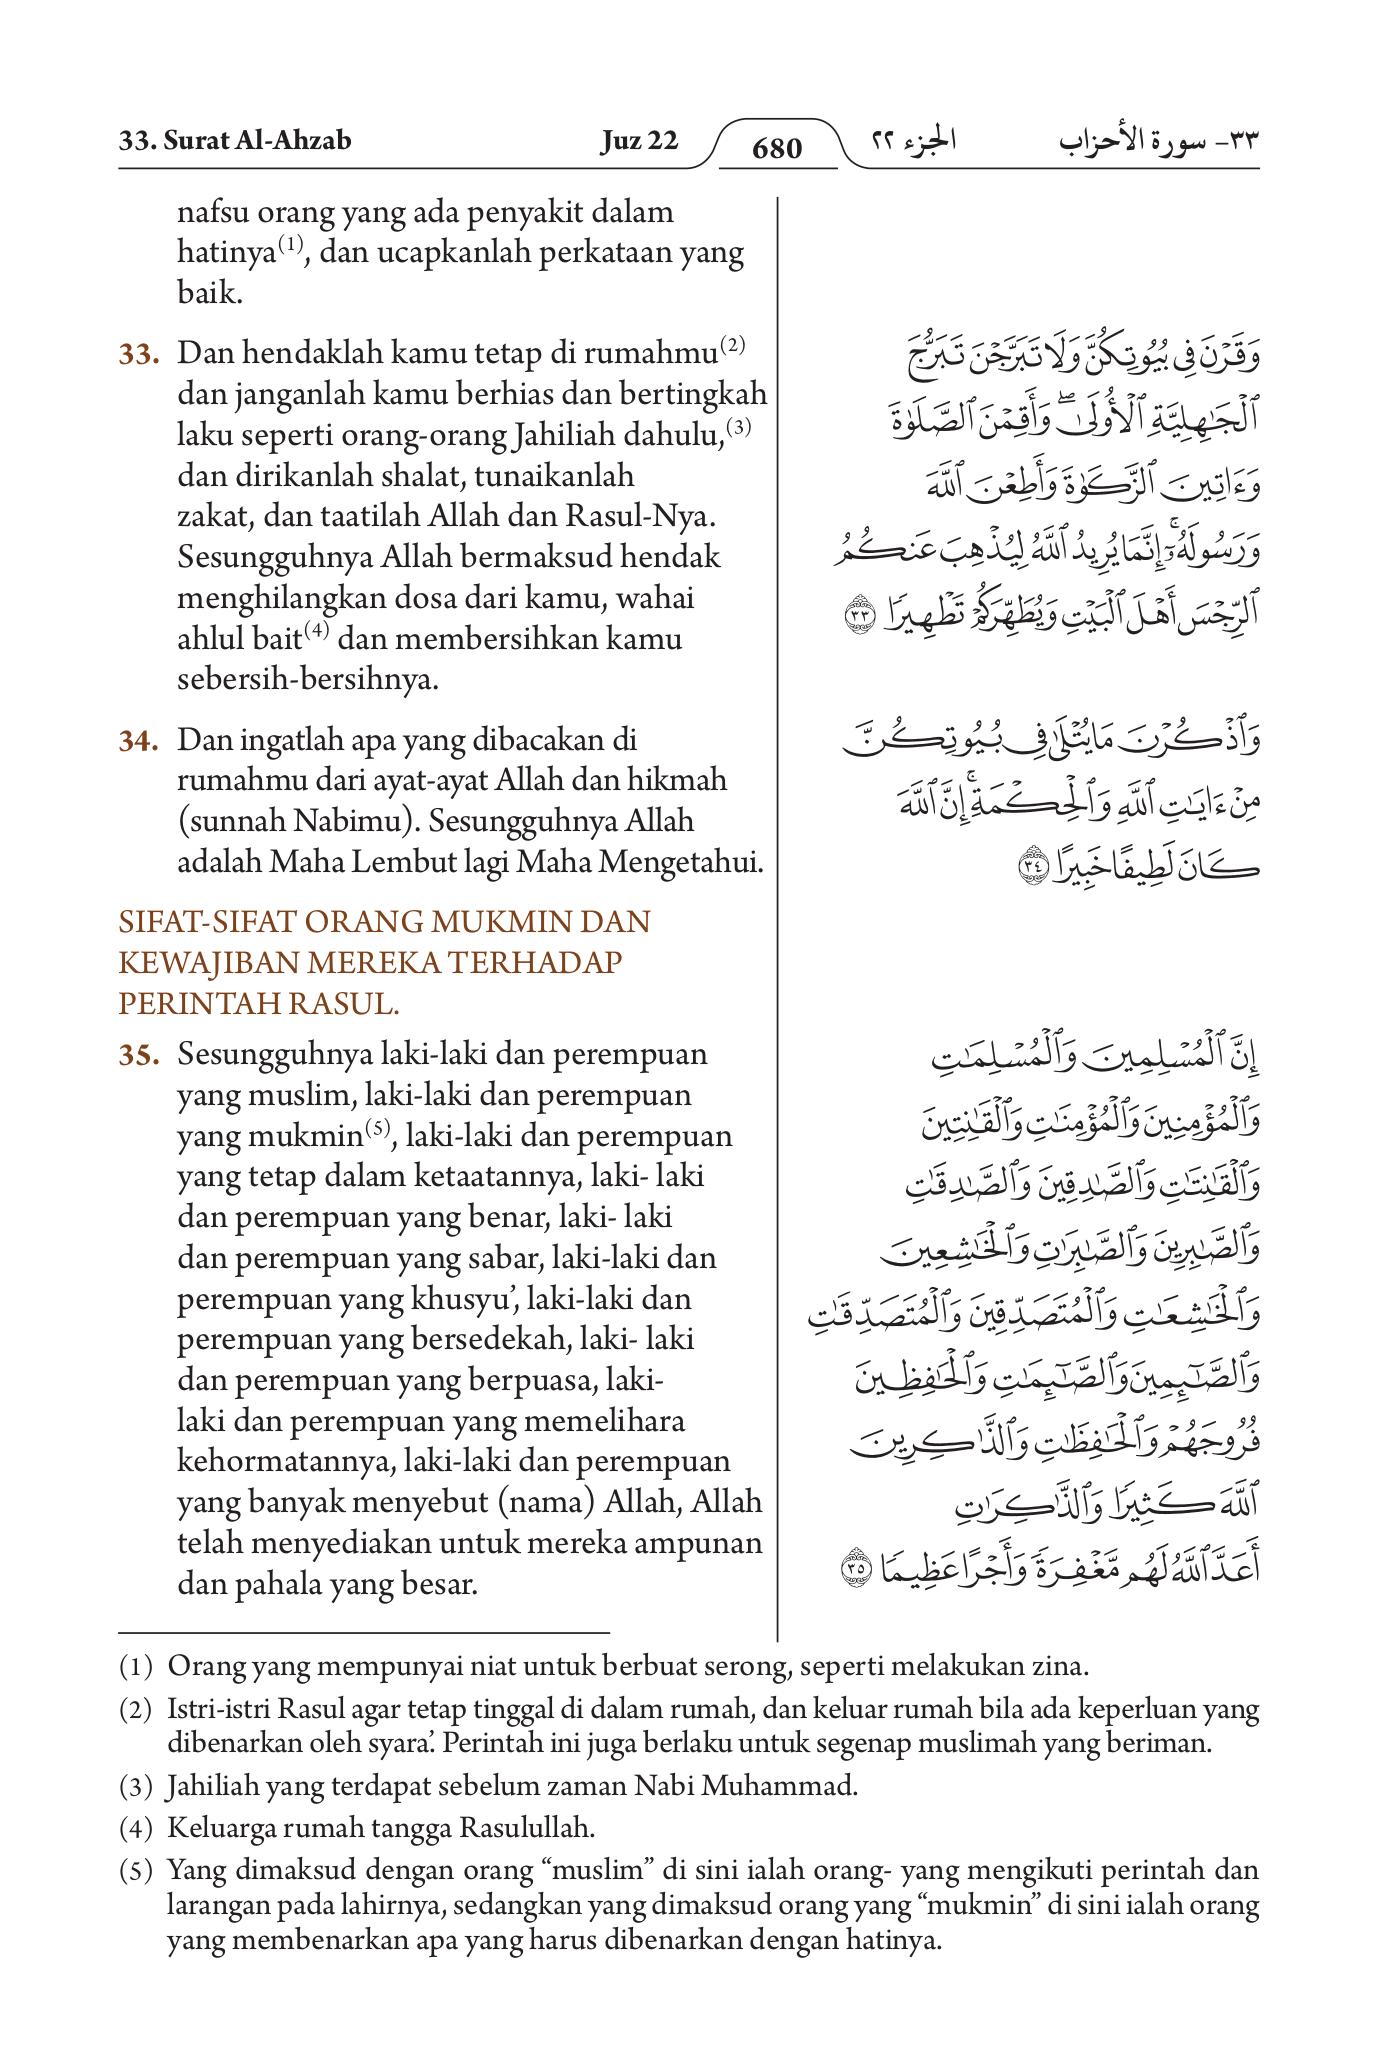 33. Surat Al-Ahzab Juz 22 680 الجزء ٢٢ ٣٣- سورة الأحزاب
nafsu orang yang ada penyakit dalam
hatinya(1), dan ucapkanlah perkataan yang
baik.
33. Dan hendaklah kamu tetap di rumahmu(2)
dan janganlah kamu berhias dan bertingkah
laku seperti orang-orang Jahiliah dahulu,(3)
dan dirikanlah shalat, tunaikanlah
zakat, dan taatilah Allah dan Rasul-Nya.
Sesungguhnya Allah bermaksud hendak
menghilangkan dosa dari kamu, wahai
ahlul bait(4) dan membersihkan kamu
sebersih-bersihnya.
34. Dan ingatlah apa yang dibacakan di
rumahmu dari ayat-ayat Allah dan hikmah
(sunnah Nabimu). Sesungguhnya Allah
adalah Maha Lembut lagi Maha Mengetahui.
SIFAT-SIFAT ORANG MUKMIN DAN
KEWAJIBAN MEREKA TERHADAP
PERINTAH RASUL.
35. Sesungguhnya laki-laki dan perempuan
yang muslim, laki-laki dan perempuan
yang mukmin(5), laki-laki dan perempuan
yang tetap dalam ketaatannya, laki- laki
dan perempuan yang benar, laki- laki
dan perempuan yang sabar, laki-laki dan
perempuan yang khusyu’, laki-laki dan
perempuan yang bersedekah, laki- laki
dan perempuan yang berpuasa, laki-
laki dan perempuan yang memelihara
kehormatannya, laki-laki dan perempuan
yang banyak menyebut (nama) Allah, Allah
telah menyediakan untuk mereka ampunan
dan pahala yang besar.
وَقَرۡنَ فِي بُيُوتِكُنَّ وَلَا تَبَرَّجۡنَ تَبَرُّجَ
ٱلۡجَٰهِلِيَّةِ ٱلۡأُولَىٰۖ وَأَقِمۡنَ ٱلصَّلَوٰةَ
وَءَاتِينَ ٱلزَّكَوٰةَ وَأَطِعۡنَ ٱللَّهَ
وَرَسُولَهُۥٓۚ إِنَّمَا يُرِيدُ ٱللَّهُ لِيُذۡهِبَ عَنكُمُ
ٱلرِّجۡسَ أَهۡلَ ٱلۡبَيۡتِ وَيُطَهِّرَكُمۡ تَطۡهِيرٗا ٣٣
وَٱذۡكُرۡنَ مَا يُتۡلَىٰ فِي بُيُوتِكُنَّ
مِنۡ ءَايَٰتِ ٱللَّهِ وَٱلۡحِكۡمَةِۚ إِنَّ ٱللَّهَ
كَانَ لَطِيفًا خَبِيرًا ٣٤
إِنَّ ٱلۡمُسۡلِمِينَ وَٱلۡمُسۡلِمَٰتِ
وَٱلۡمُؤۡمِنِينَ وَٱلۡمُؤۡمِنَٰتِ وَٱلۡقَٰنِتِينَ
وَٱلۡقَٰنِتَٰتِ وَٱلصَّٰدِقِينَ وَٱلصَّٰدِقَٰتِ
وَٱلصَّٰبِرِينَ وَٱلصَّٰبِرَٰتِ وَٱلۡخَٰشِعِينَ
وَٱلۡخَٰشِعَٰتِ وَٱلۡمُتَصَدِّقِينَ وَٱلۡمُتَصَدِّقَٰتِ
وَٱلصَّٰٓئِمِينَ وَٱلصَّٰٓئِمَٰتِ وَٱلۡحَٰفِظِينَ
فُرُوجَهُمۡ وَٱلۡحَٰفِظَٰتِ وَٱلذَّٰكِرِينَ
ٱللَّهَ كَثِيرٗا وَٱلذَّٰكِرَٰتِ
أَعَدَّ ٱللَّهُ لَهُم مَّغۡفِرَةٗ وَأَجۡرًا عَظِيمٗا ٣٥
(1) Orang yang mempunyai niat untuk berbuat serong, seperti melakukan zina.
(2) Istri-istri Rasul agar tetap tinggal di dalam rumah, dan keluar rumah bila ada keperluan yang
dibenarkan oleh syara’. Perintah ini juga berlaku untuk segenap muslimah yang beriman.
(3) Jahiliah yang terdapat sebelum zaman Nabi Muhammad.
(4) Keluarga rumah tangga Rasulullah.
(5) Yang dimaksud dengan orang “muslim” di sini ialah orang- yang mengikuti perintah dan
larangan pada lahirnya, sedangkan yang dimaksud orang yang “mukmin” di sini ialah orang
yang membenarkan apa yang harus dibenarkan dengan hatinya.